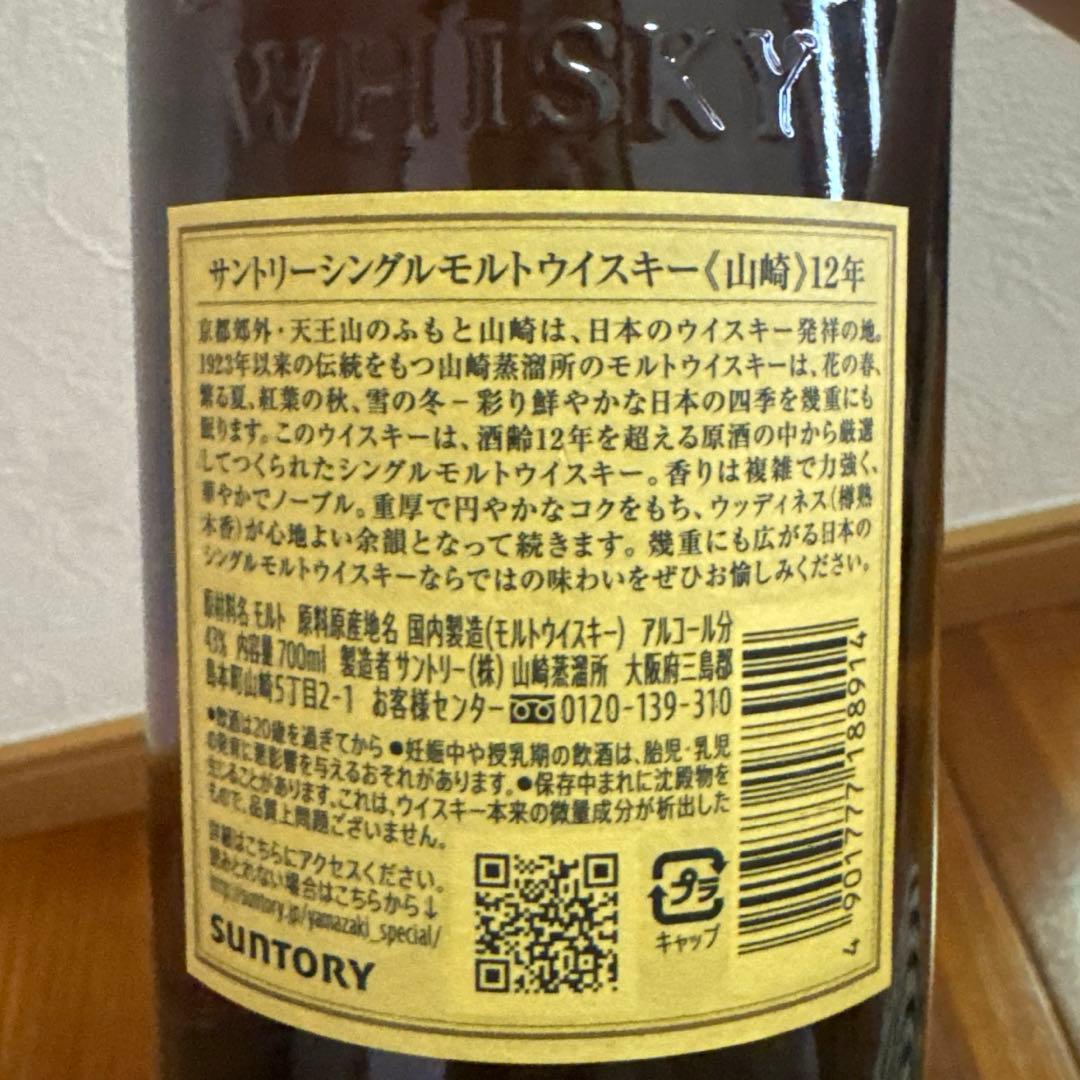 WHISKY
サントリーシングルモルトウイスキー《山崎》12年
京都郊外・天王山のふもと山崎は、日本のウイスキー発祥の地。
1923年以来の伝統をもつ山崎蒸溜所のモルトウイスキーは、花の春、
繁る夏、紅葉の秋、雪の冬－彩り鮮やかな日本の四季を幾重にも
眠ります。このウイスキーは、酒齢12年を超える原酒の中から厳選
してつくられたシングルモルトウイスキー。香りは複雑で力強く、
華やかでノーブル。重厚で円やかなコクをもち、ウッディネス（樽熟
木香）が心地よい余韻となって続きます。幾重にも広がる日本の
シングルモルトウイスキーならではの味わいをぜひお愉しみください。
原材料名 モルト 原料原産地名 国内製造(モルトウイスキー) アルコール分
43% 内容量 700ml 製造者 サントリー(株) 山崎蒸溜所 大阪府三島郡
島本町山崎5丁目2-1 お客様センター 0120-139-310
●飲酒は20歳を過ぎてから ●妊娠中や授乳期の飲酒は、胎児・乳児
の発育に悪影響を与えるおそれがあります。●保存中まれに沈殿物を
生じることがあります。これは、ウイスキー本来の微量成分が析出した
もので、品質上問題ございません。
詳細はこちらにアクセスください。
読みとれない場合はこちらから↓
http://suntory.jp/yamazaki_special/
SUNTORY
プラ
キャップ
4 901777 188914